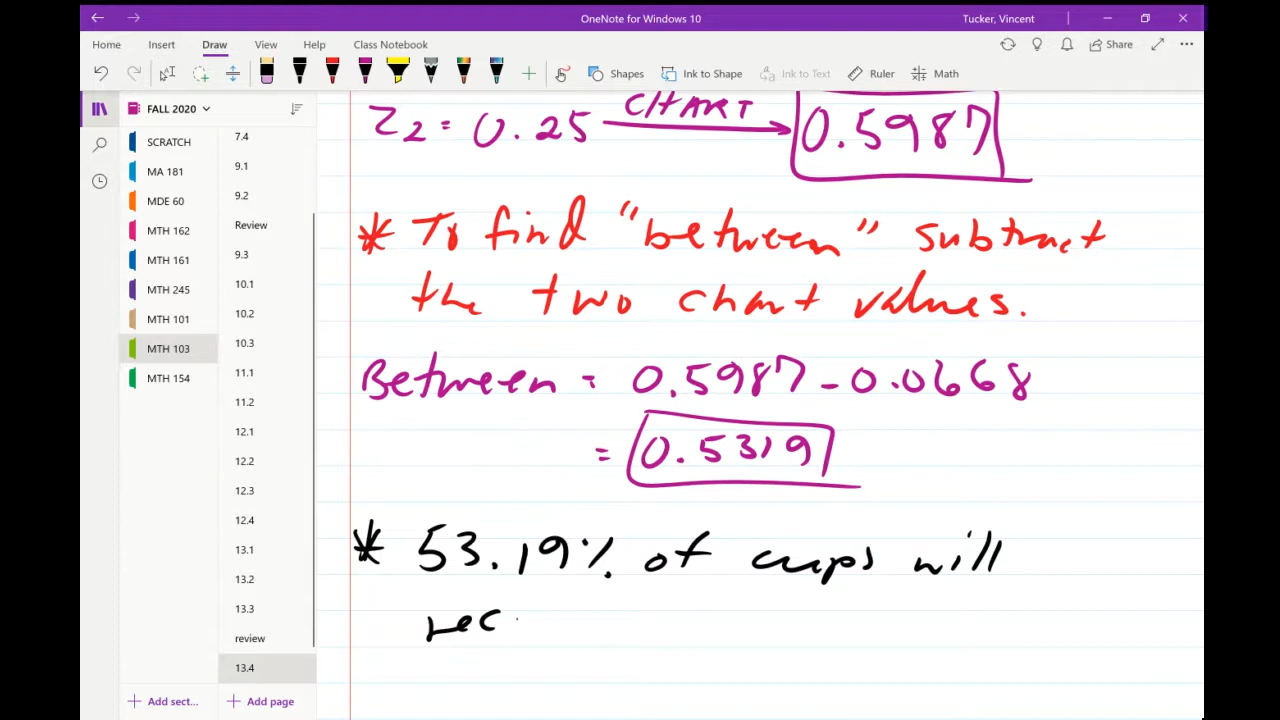 OneNote for Windows 10
Tucker, Vincent
Home Insert Draw View Help Class Notebook
Share
Shapes Ink to Shape Ink to Text Ruler Math
FALL 2020
SCRATCH
MA 181
MDE 60
MTH 162
MTH 161
MTH 245
MTH 101
MTH 103
MTH 154
Add sect...
7.4
9.1
9.2
Review
9.3
10.1
10.2
10.3
11.1
11.2
12.1
12.2
12.3
12.4
13.1
13.2
13.3
review
13.4
Add page
Z2 = 0.25 CHART 0.5987
* To find "between" subtract
the two chart values.
Between = 0.5987 - 0.0668
= 0.5319
* 53.19% of cups will
rec